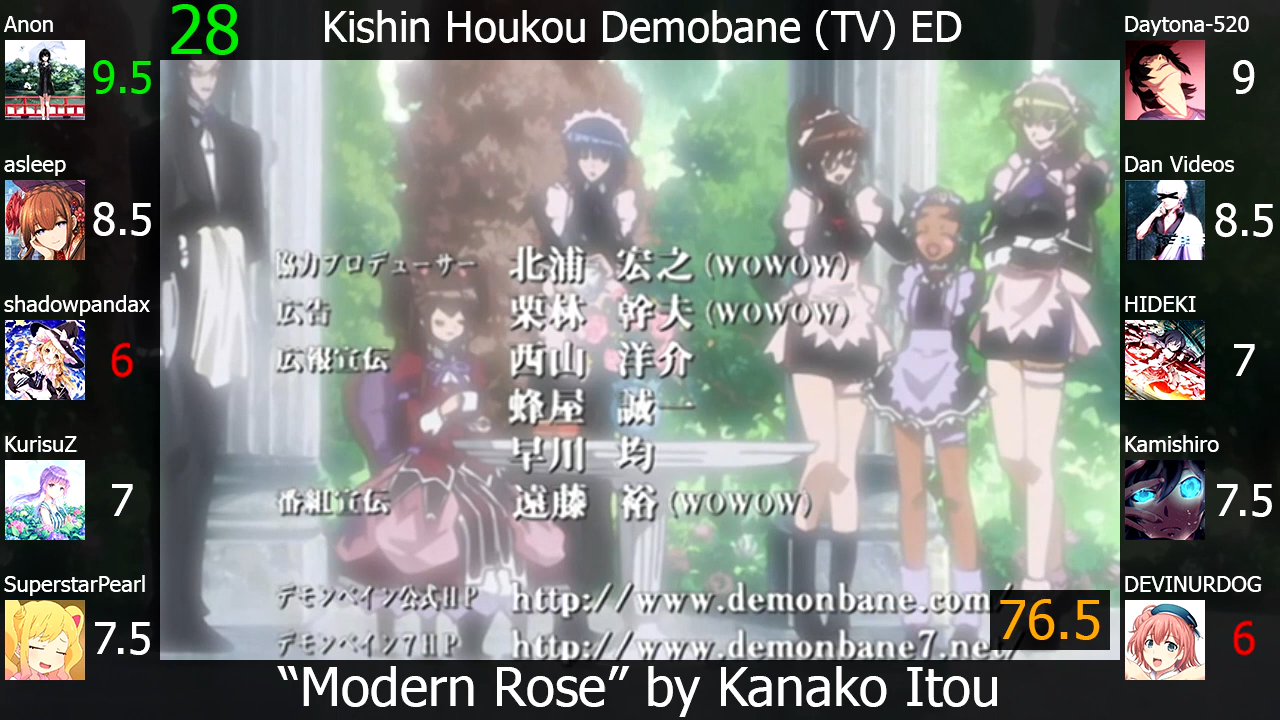 Anon
9.5
asleep
8.5
shadowpandax
6
KurisuZ
7
SuperstarPearl
7.5
28
Kishin Houkou Demobane (TV) ED
協力プロデューサー 北浦 宏之 (WOWOW)
広告 栗林 幹夫 (WOWOW)
広報宣伝 西山 洋介
蜂屋 誠一
早川 均
番組宣伝 遠藤 裕 (WOWOW)
デモンベイン公式HP http://www.demonbane.com/
デモンベイン7HP http://www.demonbane7.net/
76.5
“Modern Rose” by Kanako Itou
Daytona-520
9
Dan Videos
8.5
HIDEKI
7
Kamishiro
7.5
DEVINURDOG
6